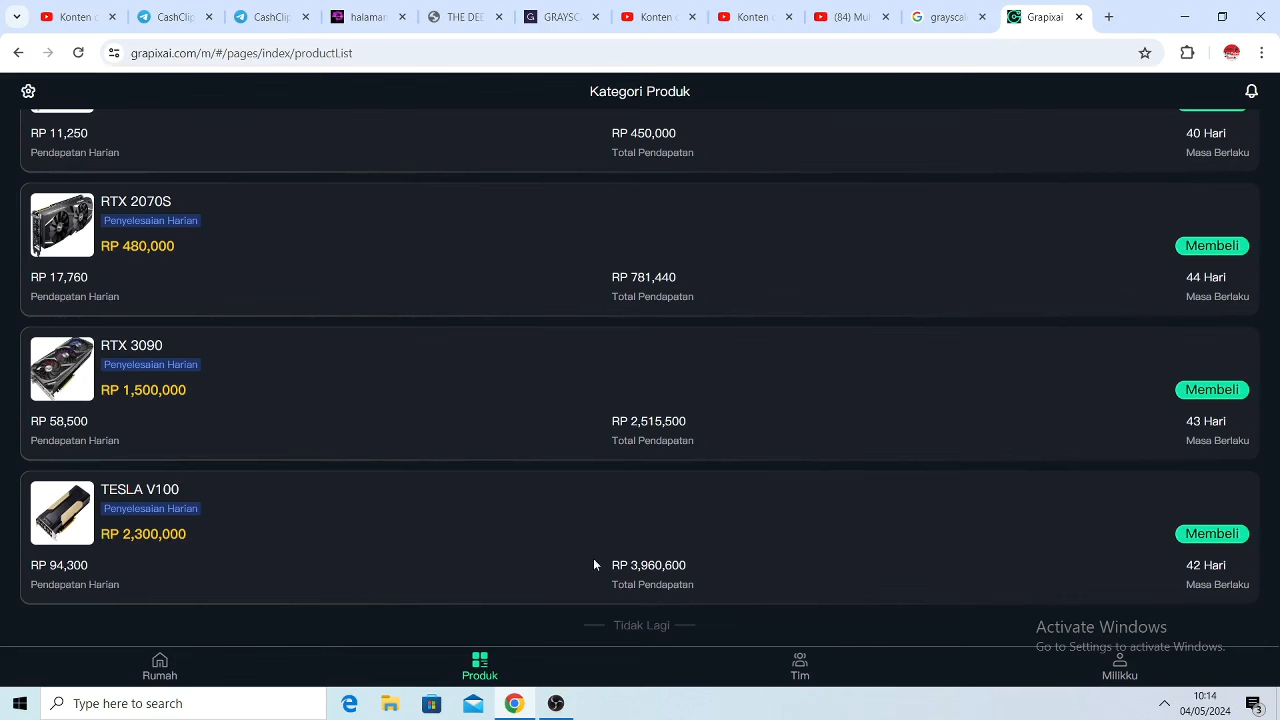 Konten c
CashClip
CashClip
halaman
THE DE
GRAYS
Konten c
Konten c
(84) Mul
grayscai
Grapixai
grapixai.com/m/#/pages/index/productList
Kategori Produk
RP 11,250 RP 450,000 40 Hari
Pendapatan Harian Total Pendapatan Masa Berlaku
RTX 2070S
Penyelesaian Harian
RP 480,000 Membeli
RP 17,760 RP 781,440 44 Hari
Pendapatan Harian Total Pendapatan Masa Berlaku
RTX 3090
Penyelesaian Harian
RP 1,500,000 Membeli
RP 58,500 RP 2,515,500 43 Hari
Pendapatan Harian Total Pendapatan Masa Berlaku
TESLA V100
Penyelesaian Harian
RP 2,300,000 Membeli
RP 94,300 RP 3,960,600 42 Hari
Pendapatan Harian Total Pendapatan Masa Berlaku
Tidak Lagi
Activate Windows
Go to Settings to activate Windows.
Rumah Produk Tim Milikku
Type here to search
10:14
04/05/2024
3